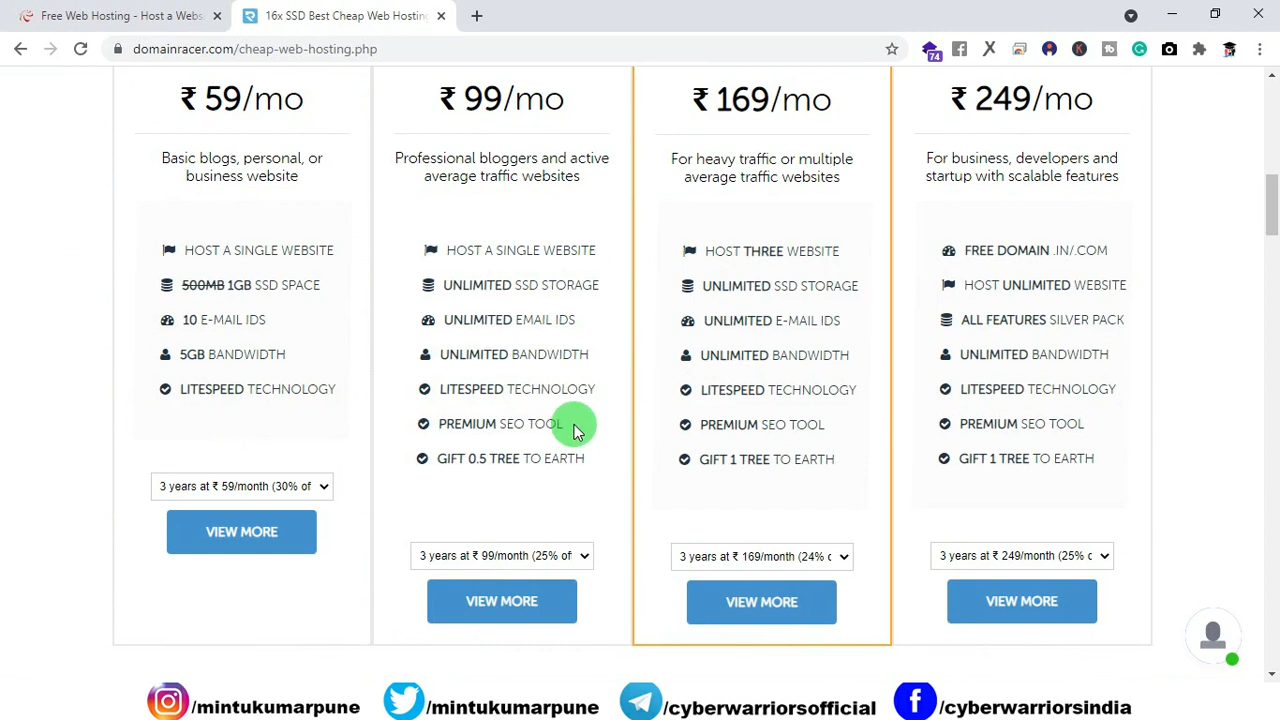 Free Web Hosting - Host a Webs
16x SSD Best Cheap Web Hosting
domainracer.com/cheap-web-hosting.php
74
₹ 59/mo
Basic blogs, personal, or
business website
HOST A SINGLE WEBSITE
500MB 1GB SSD SPACE
10 E-MAIL IDS
5GB BANDWIDTH
LITESPEED TECHNOLOGY
3 years at ₹ 59/month (30% of
VIEW MORE
₹ 99/mo
Professional bloggers and active
average traffic websites
HOST A SINGLE WEBSITE
UNLIMITED SSD STORAGE
UNLIMITED EMAIL IDS
UNLIMITED BANDWIDTH
LITESPEED TECHNOLOGY
PREMIUM SEO TOOL
GIFT 0.5 TREE TO EARTH
3 years at ₹ 99/month (25% of
VIEW MORE
₹ 169/mo
For heavy traffic or multiple
average traffic websites
HOST THREE WEBSITE
UNLIMITED SSD STORAGE
UNLIMITED E-MAIL IDS
UNLIMITED BANDWIDTH
LITESPEED TECHNOLOGY
PREMIUM SEO TOOL
GIFT 1 TREE TO EARTH
3 years at ₹ 169/month (24% o
VIEW MORE
₹ 249/mo
For business, developers and
startup with scalable features
FREE DOMAIN .IN/.COM
HOST UNLIMITED WEBSITE
ALL FEATURES SILVER PACK
UNLIMITED BANDWIDTH
LITESPEED TECHNOLOGY
PREMIUM SEO TOOL
GIFT 1 TREE TO EARTH
3 years at ₹ 249/month (25% o
VIEW MORE
/mintukumarpune
/mintukumarpune
/cyberwarriorsofficial
/cyberwarriorsindia